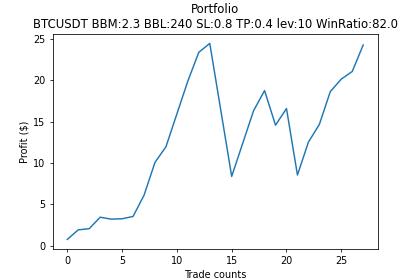 Portfolio
BTCUSDT BBM:2.3 BBL:240 SL:0.8 TP:0.4 lev:10 WinRatio:82.0
25
20
15
10
5
0
Profit ($)
0 5 10 15 20 25
Trade counts